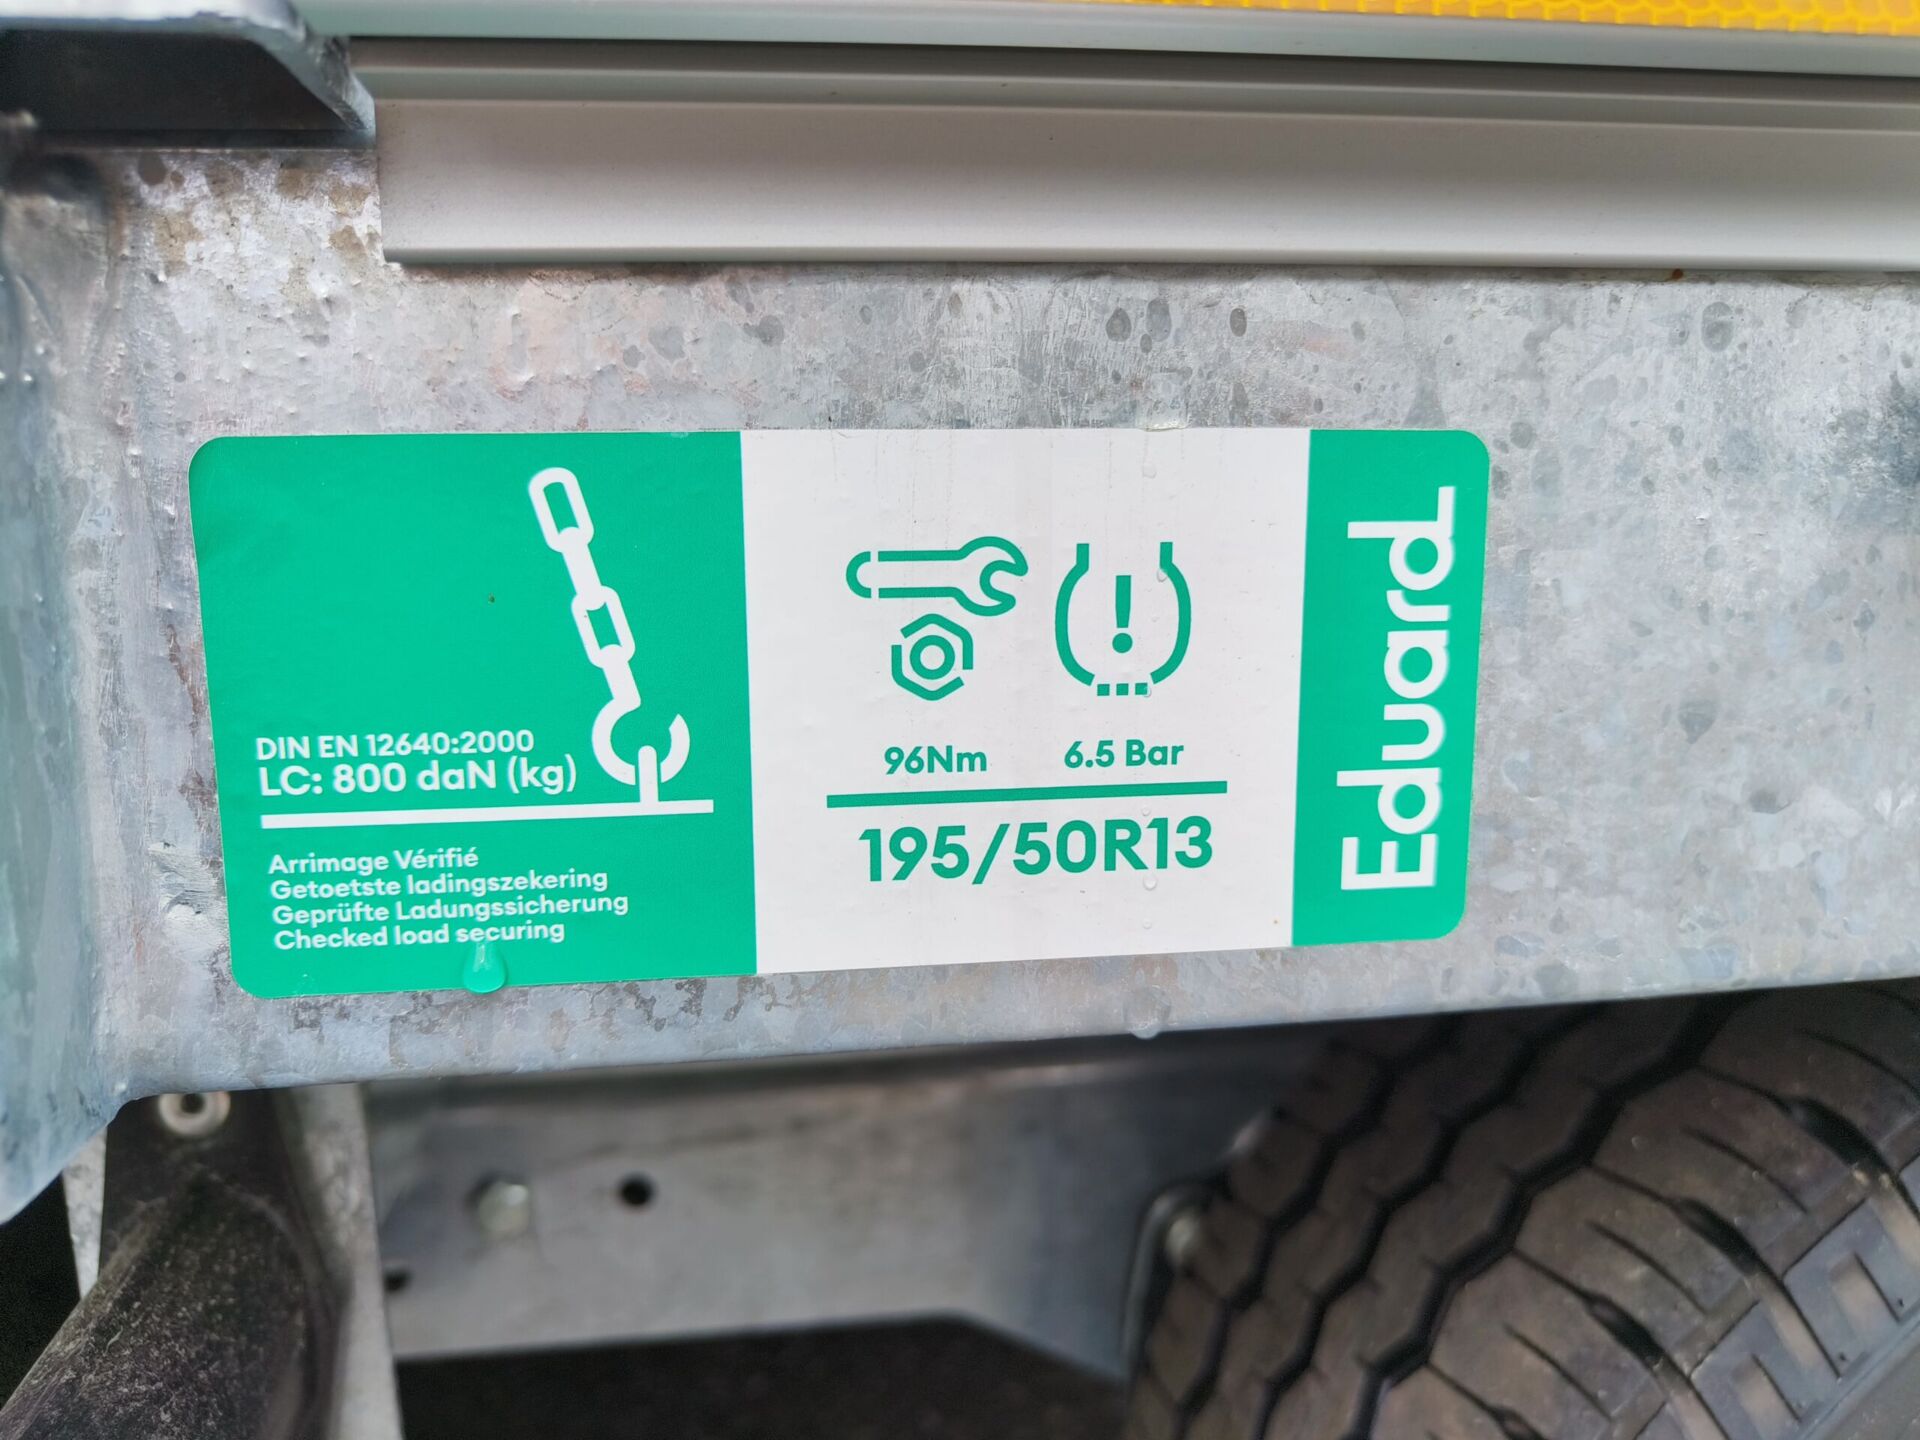 DIN EN 12640:2000
LC: 800 daN (kg)
Arrimage Vérifié
Getoetste ladingszekering
Geprüfte Ladungssicherung
Checked load securing
96Nm
6.5 Bar
195/50R13
Eduard